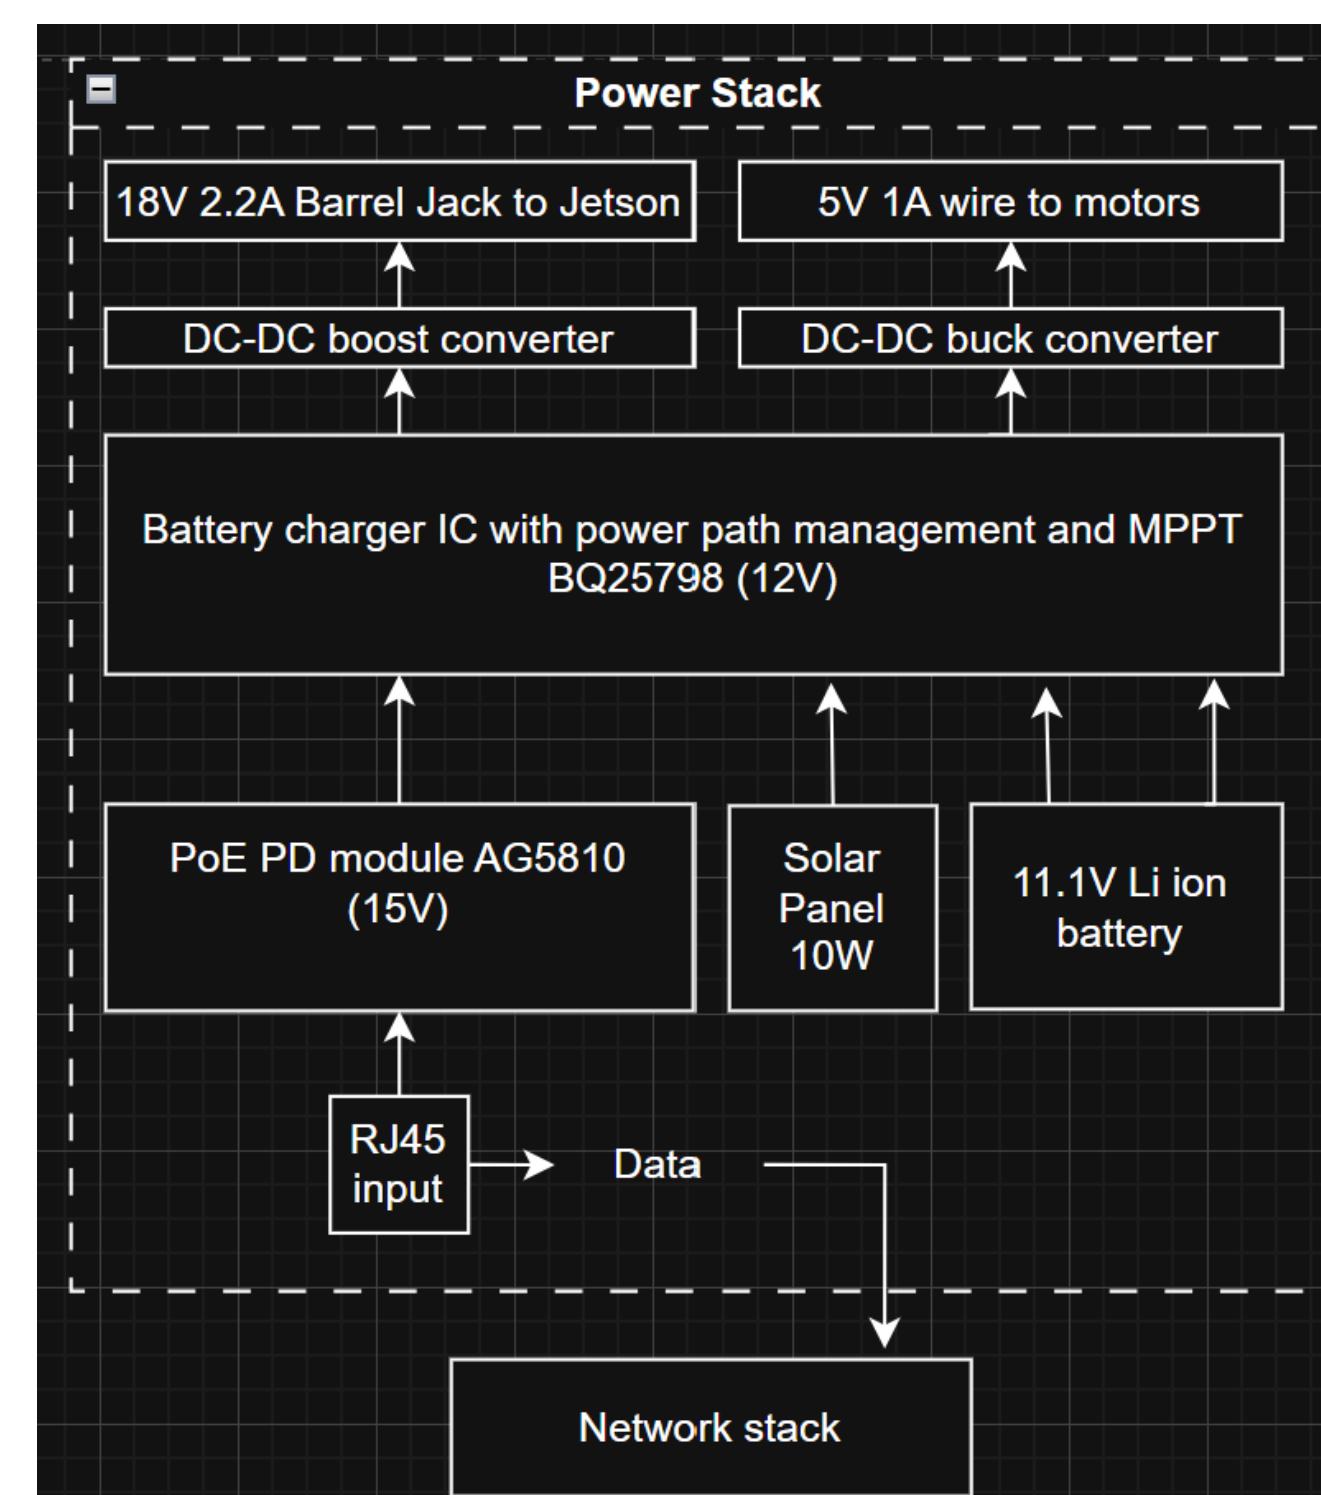 Power Stack
18V 2.2A Barrel Jack to Jetson
5V 1A wire to motors
DC-DC boost converter
DC-DC buck converter
Battery charger IC with power path management and MPPT
BQ25798 (12V)
PoE PD module AG5810
(15V)
Solar
Panel
10W
11.1V Li ion
battery
RJ45
input
Data
Network stack